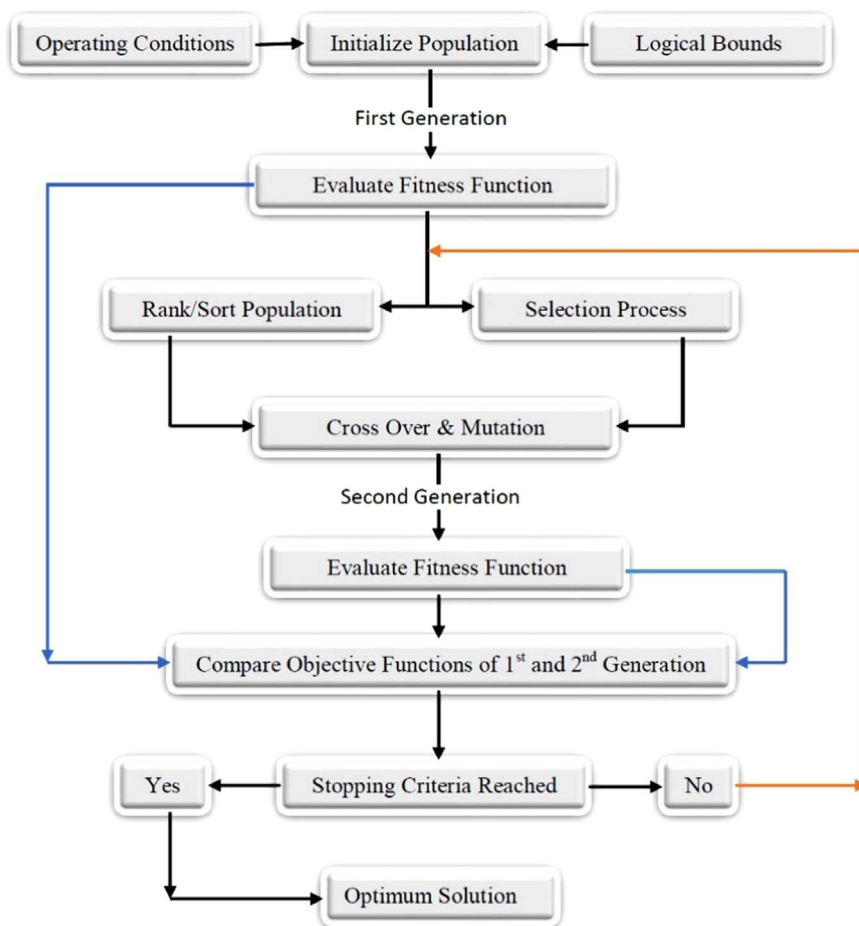 Operating Conditions
Initialize Population
Logical Bounds
First Generation
Evaluate Fitness Function
Rank/Sort Population
Selection Process
Cross Over & Mutation
Second Generation
Evaluate Fitness Function
Compare Objective Functions of 1st and 2nd Generation
Yes
Stopping Criteria Reached
No
Optimum Solution